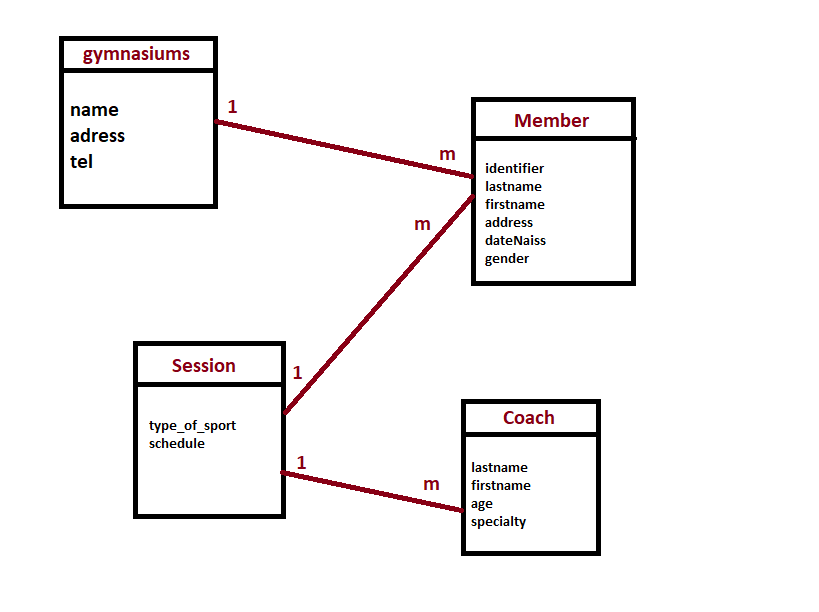 gymnasiums
name
adress
tel
1
m
Member
identifier
lastname
firstname
address
dateNaiss
gender
m
1
Session
type_of_sport
schedule
1
m
Coach
lastname
firstname
age
specialty